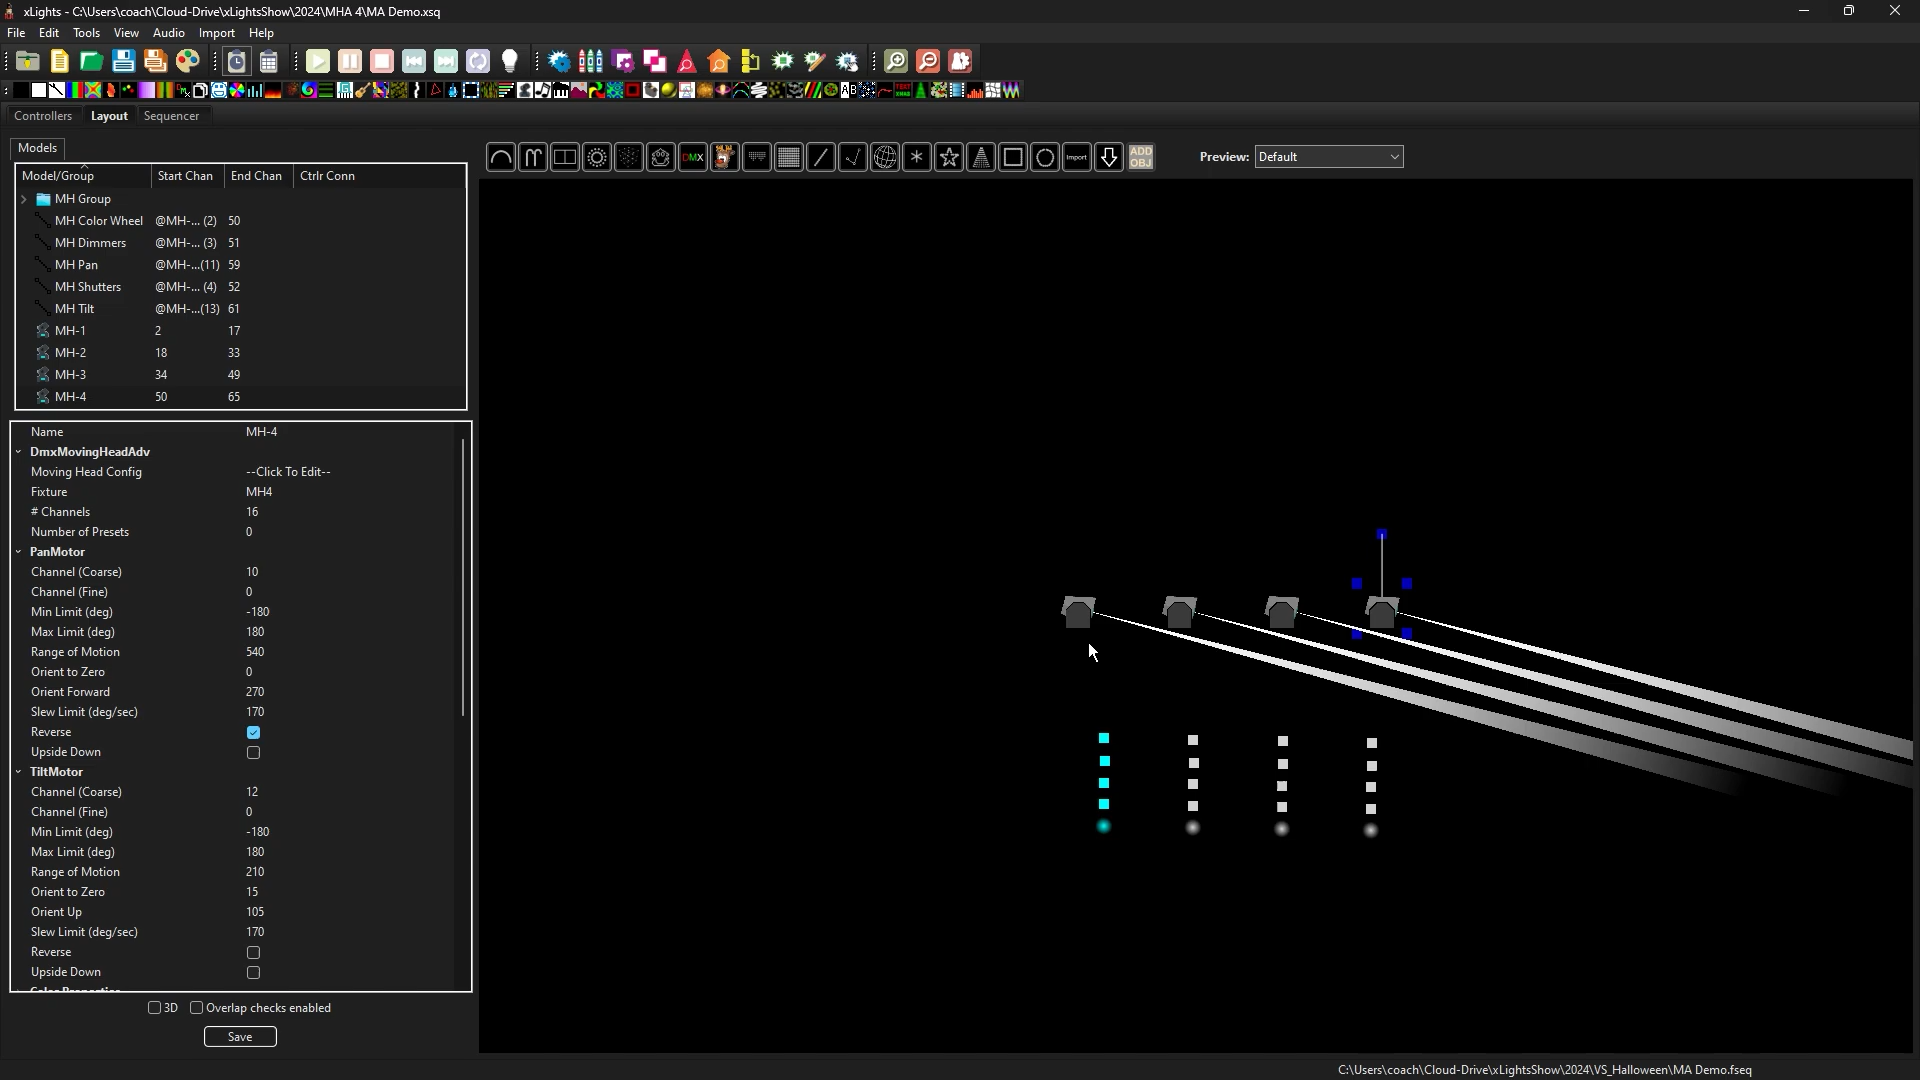 xLights - C:\Users\coach\Cloud-Drive\xLightsShow\2024\MHA 4\MA Demo.xsq
File Edit Tools View Audio Import Help
Controllers Layout Sequencer
Models
DMX
Import
ADD
OBJ
Preview: Default
Model/Group Start Chan End Chan Ctrlr Conn
MH Group
MH Color Wheel @MH-... (2) 50
MH Dimmers @MH-... (3) 51
MH Pan @MH-...(11) 59
MH Shutters @MH-... (4) 52
MH Tilt @MH-...(13) 61
MH-1 2 17
MH-2 18 33
MH-3 34 49
MH-4 50 65
Name MH-4
DmxMovingHeadAdv
Moving Head Config --Click To Edit--
Fixture MH4
# Channels 16
Number of Presets 0
PanMotor
Channel (Coarse) 10
Channel (Fine) 0
Min Limit (deg) -180
Max Limit (deg) 180
Range of Motion 540
Orient to Zero 0
Orient Forward 270
Slew Limit (deg/sec) 170
Reverse
Upside Down
TiltMotor
Channel (Coarse) 12
Channel (Fine) 0
Min Limit (deg) -180
Max Limit (deg) 180
Range of Motion 210
Orient to Zero 15
Orient Up 105
Slew Limit (deg/sec) 170
Reverse
Upside Down
Color Properties
3D Overlap checks enabled
Save
C:\Users\coach\Cloud-Drive\xLightsShow\2024\VS_Halloween\MA Demo.fseq